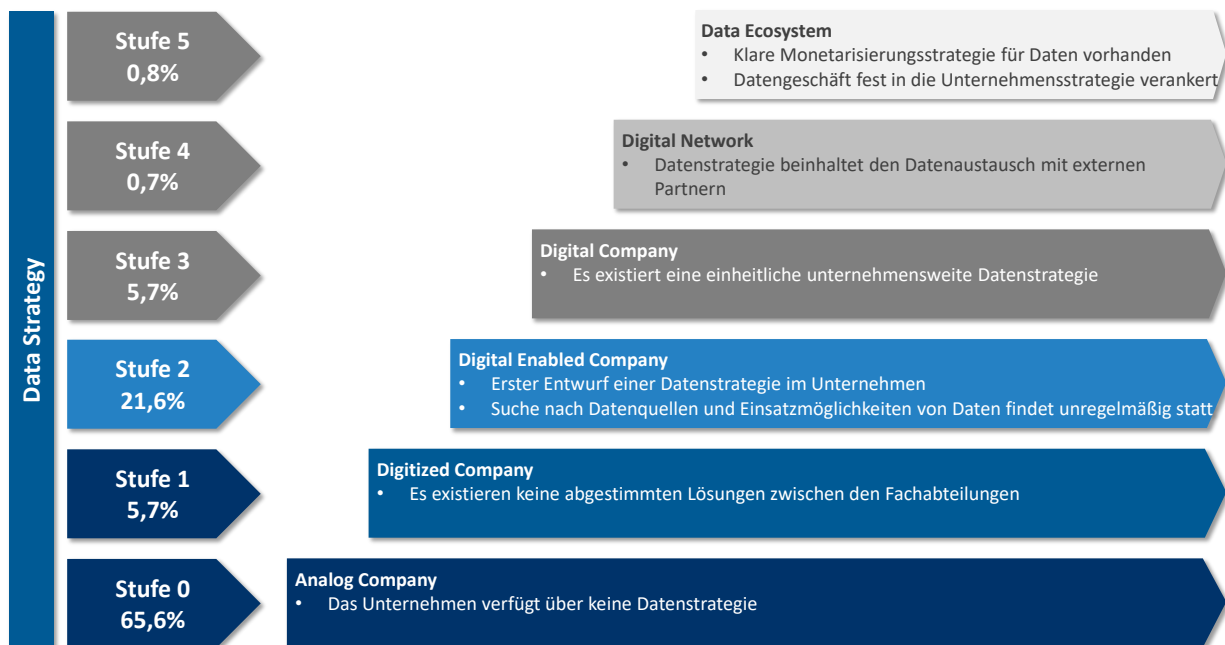 Data Strategy
Stufe 5
0,8%
Data Ecosystem
• Klare Monetarisierungsstrategie für Daten vorhanden
• Datengeschäft fest in die Unternehmensstrategie verankert
Stufe 4
0,7%
Digital Network
• Datenstrategie beinhaltet den Datenaustausch mit externen
Partnern
Stufe 3
5,7%
Digital Company
• Es existiert eine einheitliche unternehmensweite Datenstrategie
Stufe 2
21,6%
Digital Enabled Company
• Erster Entwurf einer Datenstrategie im Unternehmen
• Suche nach Datenquellen und Einsatzmöglichkeiten von Daten findet unregelmäßig statt
Stufe 1
5,7%
Digitized Company
• Es existieren keine abgestimmten Lösungen zwischen den Fachabteilungen
Stufe 0
65,6%
Analog Company
• Das Unternehmen verfügt über keine Datenstrategie